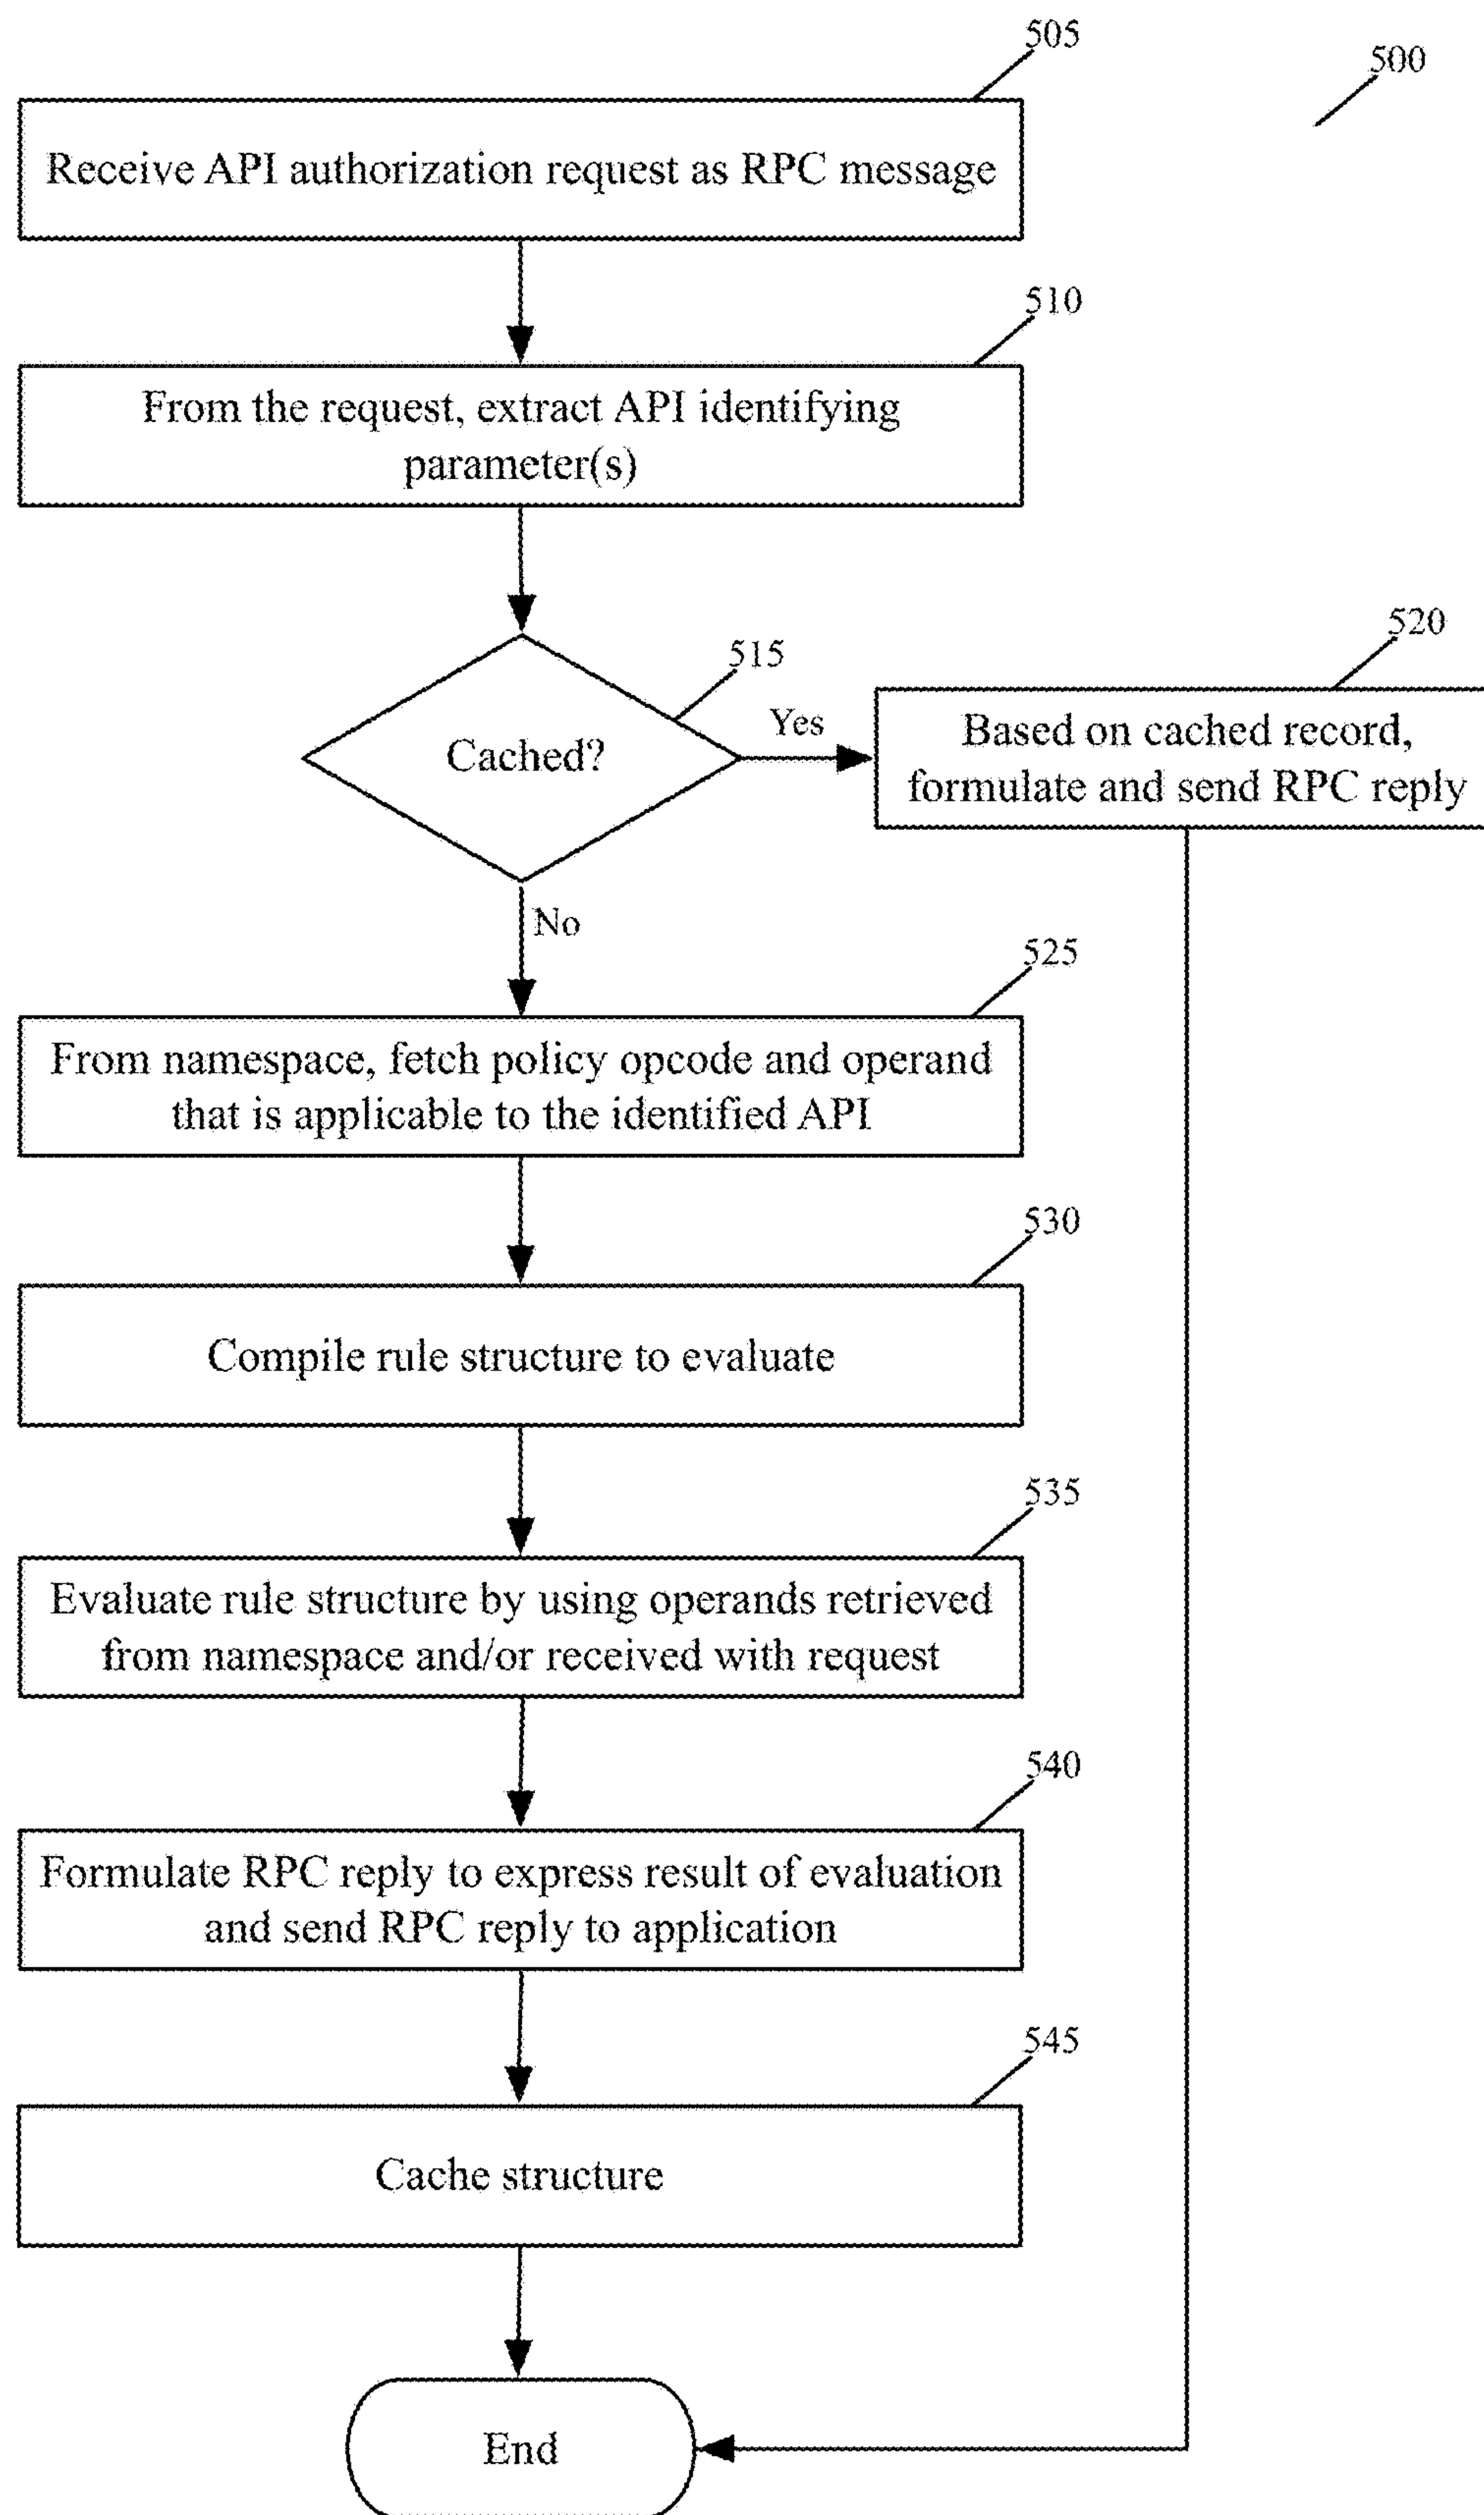 505
500
Receive API authorization request as RPC message
510
From the request, extract API identifying
parameter(s)
515
Cached?
Yes
520
Based on cached record,
formulate and send RPC reply
No
525
From namespace, fetch policy opcode and operand
that is applicable to the identified API
530
Compile rule structure to evaluate
535
Evaluate rule structure by using operands retrieved
from namespace and/or received with request
540
Formulate RPC reply to express result of evaluation
and send RPC reply to application
545
Cache structure
End